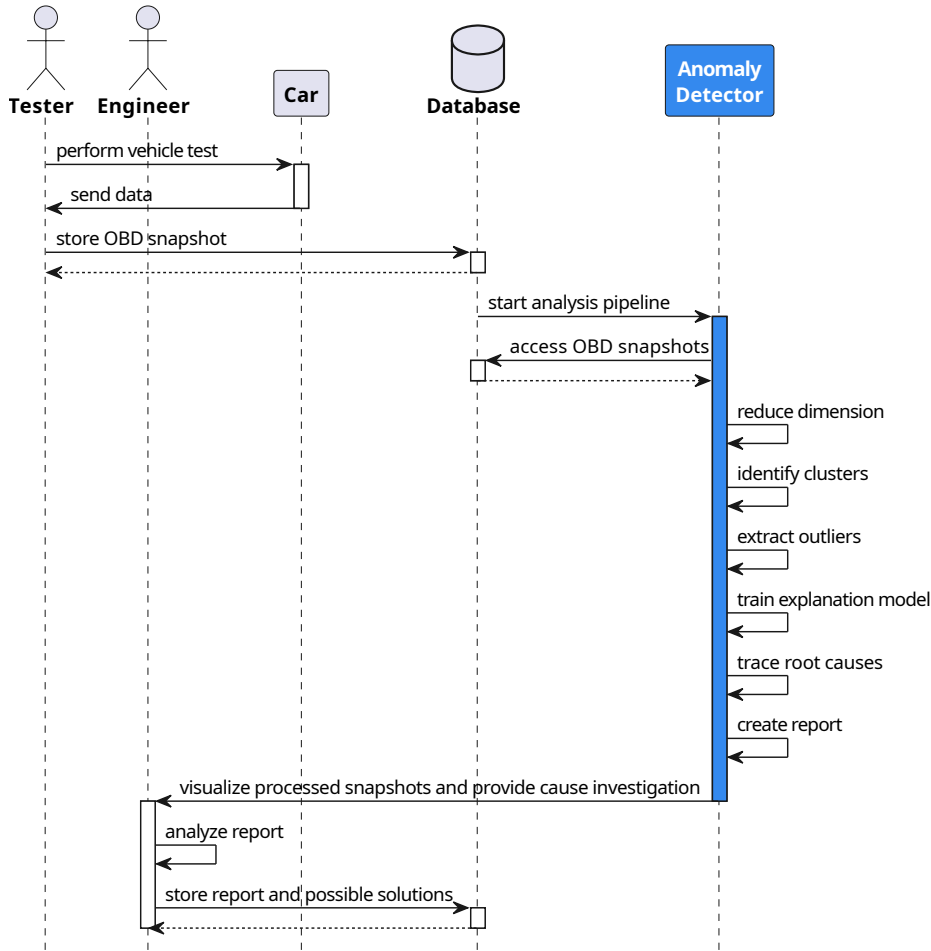 Tester
Engineer
Car
Database
Anomaly
Detector
perform vehicle test
send data
store OBD snapshot
start analysis pipeline
access OBD snapshots
reduce dimension
identify clusters
extract outliers
train explanation model
trace root causes
create report
visualize processed snapshots and provide cause investigation
analyze report
store report and possible solutions